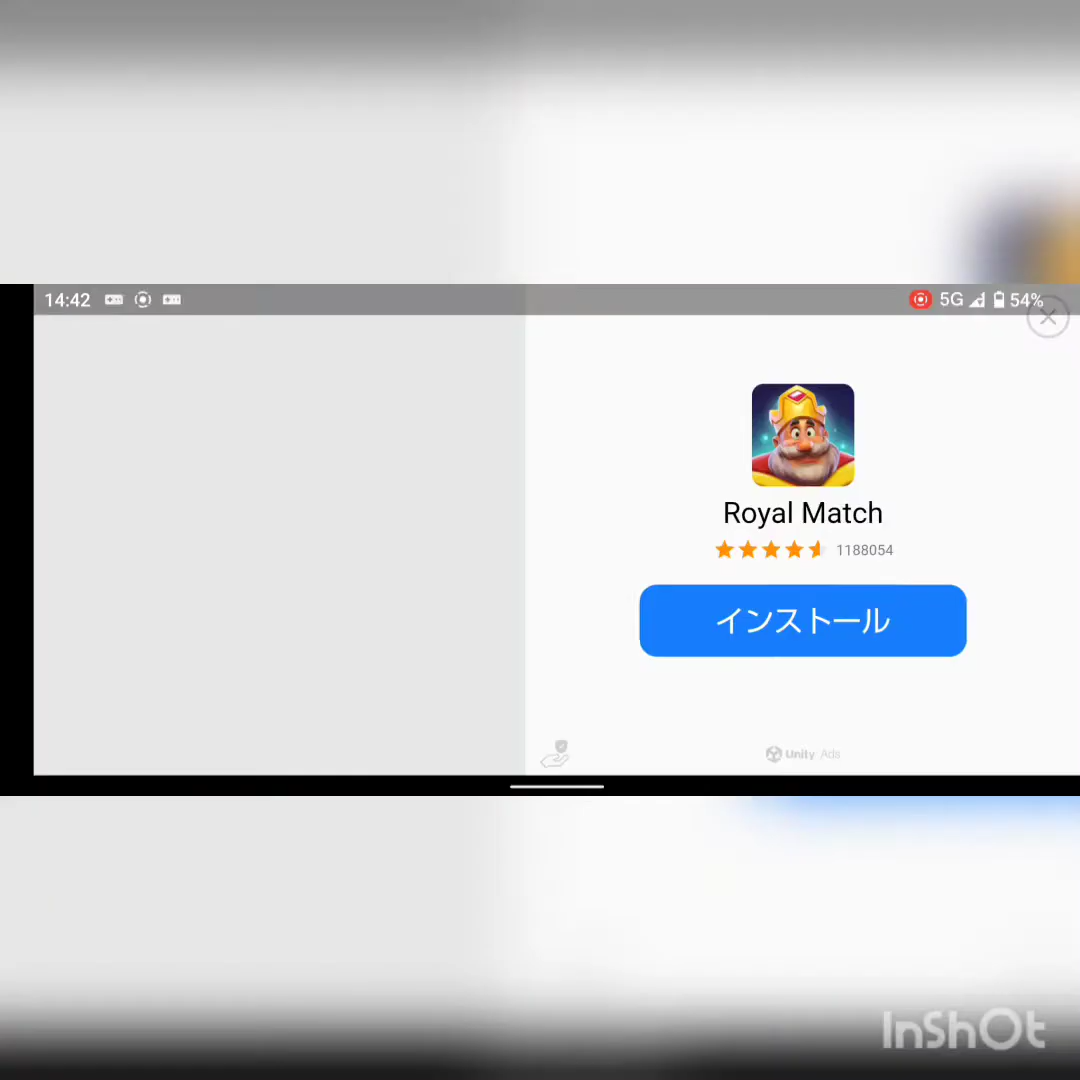 14:42
5G 54%
Royal Match
1188054
インストール
Unity Ads
InShOt